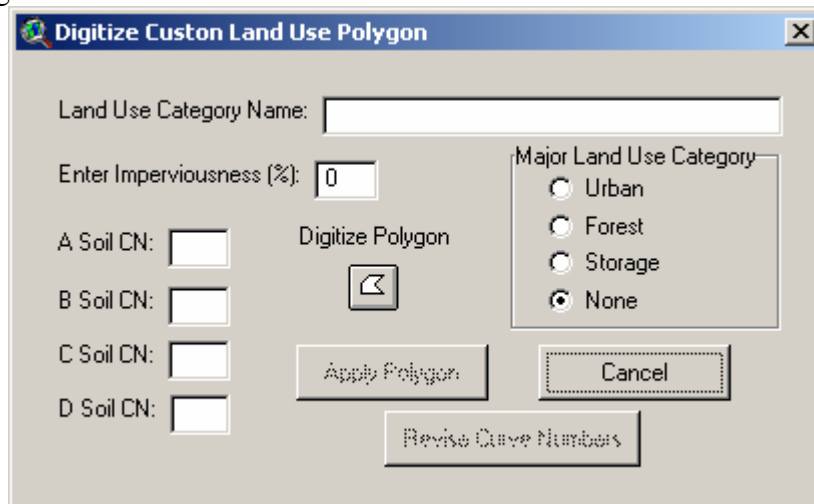 Digitize Custon Land Use Polygon
Land Use Category Name:
Enter Imperviousness (%): 0
Major Land Use Category
Urban
Forest
Storage
None
A Soil CN:
Digitize Polygon
B Soil CN:
C Soil CN:
D Soil CN:
Apply Polygon
Cancel
Revise Curve Numbers